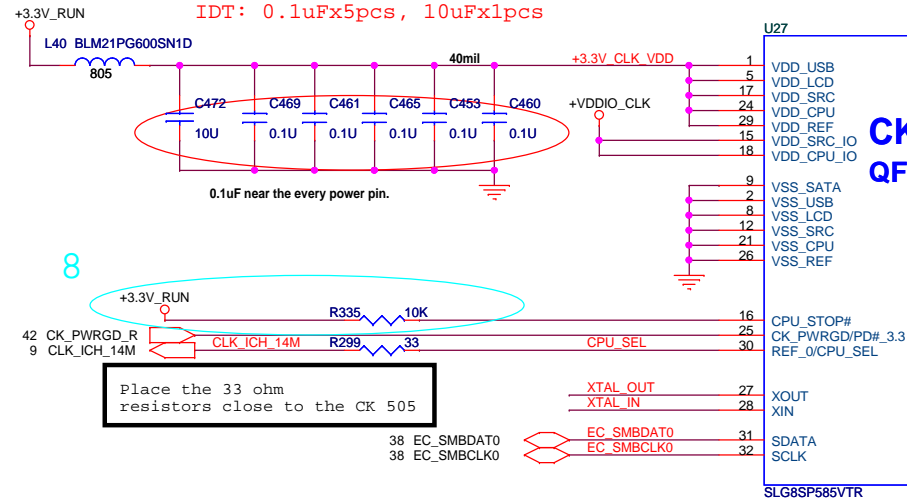 IDT: 0.1uFx5pcs, 10uFx1pcs
+3.3V_RUN
U27
L40 BLM21PG600SN1D
805
40mil
+3.3V_CLK_VDD
1 VDD_USB
5 VDD_LCD
17 VDD_SRC
24 VDD_CPU
29 VDD_REF
15 VDD_SRC_IO
18 VDD_CPU_IO
CK
QF
+VDDIO_CLK
C472 C469 C461 C465 C453 C460
10U 0.1U 0.1U 0.1U 0.1U 0.1U
0.1uF near the every power pin.
9 VSS_SATA
2 VSS_USB
8 VSS_LCD
12 VSS_SRC
21 VSS_CPU
26 VSS_REF
8
+3.3V_RUN
R335 10K
16 CPU_STOP#
42 CK_PWRGD_R
25 CK_PWRGD/PD#_3.3
9 CLK_ICH_14M
CLK_ICH_14M
R299 33
CPU_SEL
30 REF_0/CPU_SEL
Place the 33 ohm
resistors close to the CK 505
XTAL_OUT
27 XOUT
XTAL_IN
28 XIN
38 EC_SMBDAT0
EC_SMBDAT0
31 SDATA
38 EC_SMBCLK0
EC_SMBCLK0
32 SCLK
SLG8SP585VTR